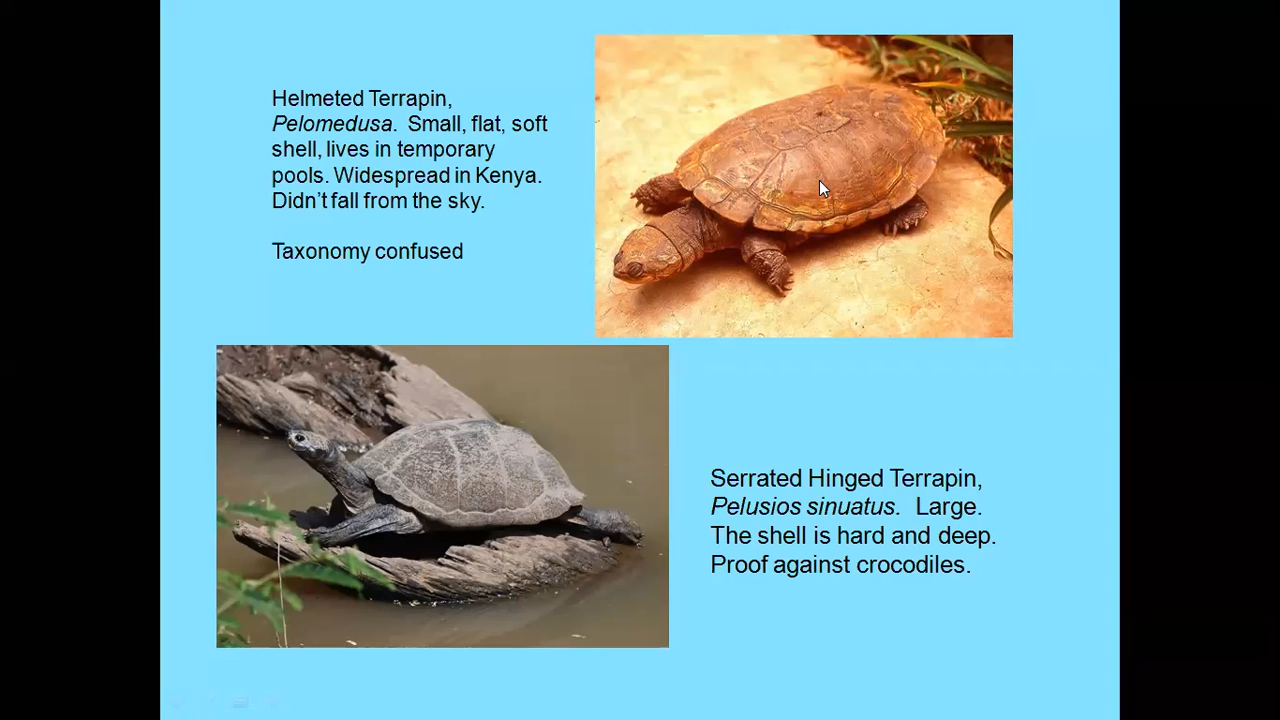 Helmeted Terrapin,
Pelomedusa. Small, flat, soft
shell, lives in temporary
pools. Widespread in Kenya.
Didn't fall from the sky.
Taxonomy confused
Serrated Hinged Terrapin,
Pelusios sinuatus. Large.
The shell is hard and deep.
Proof against crocodiles.